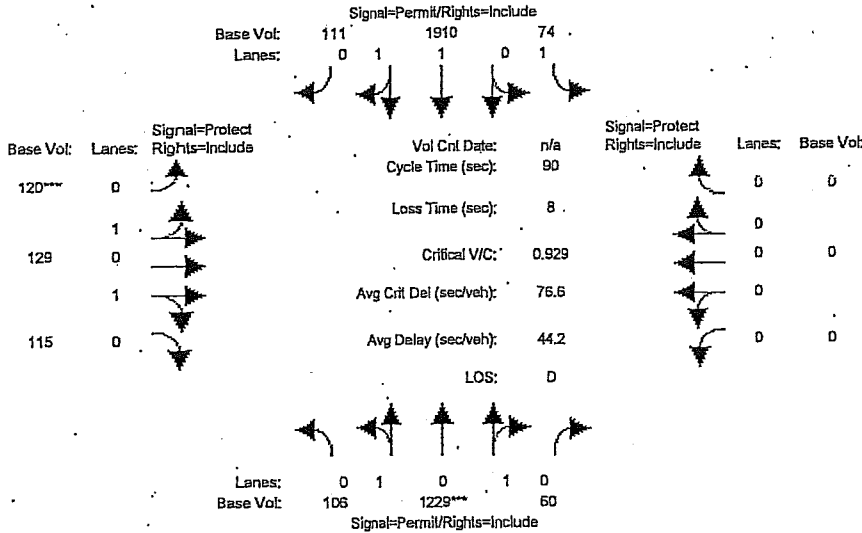 Signal=Permit/Rights=Include
Base Vol: 111 1910 74
Lanes: 0 1 1 0 1
Signal=Protect
Base Vol: Lanes: Rights=Include
Vol Cnt Date: n/a
Signal=Protect
Rights=Include Lanes: Base Vol:
Cycle Time (sec): 90
120*** 0
0 0
Loss Time (sec): 8
1
0
129 0
Critical V/C: 0.929
0 0
1
Avg Crit Del (sec/veh): 76.6
0
115 0
Avg Delay (sec/veh): 44.2
0 0
LOS: D
Lanes: 0 1 0 1 0
Base Vol: 106 1229*** 60
Signal=Permit/Rights=Include